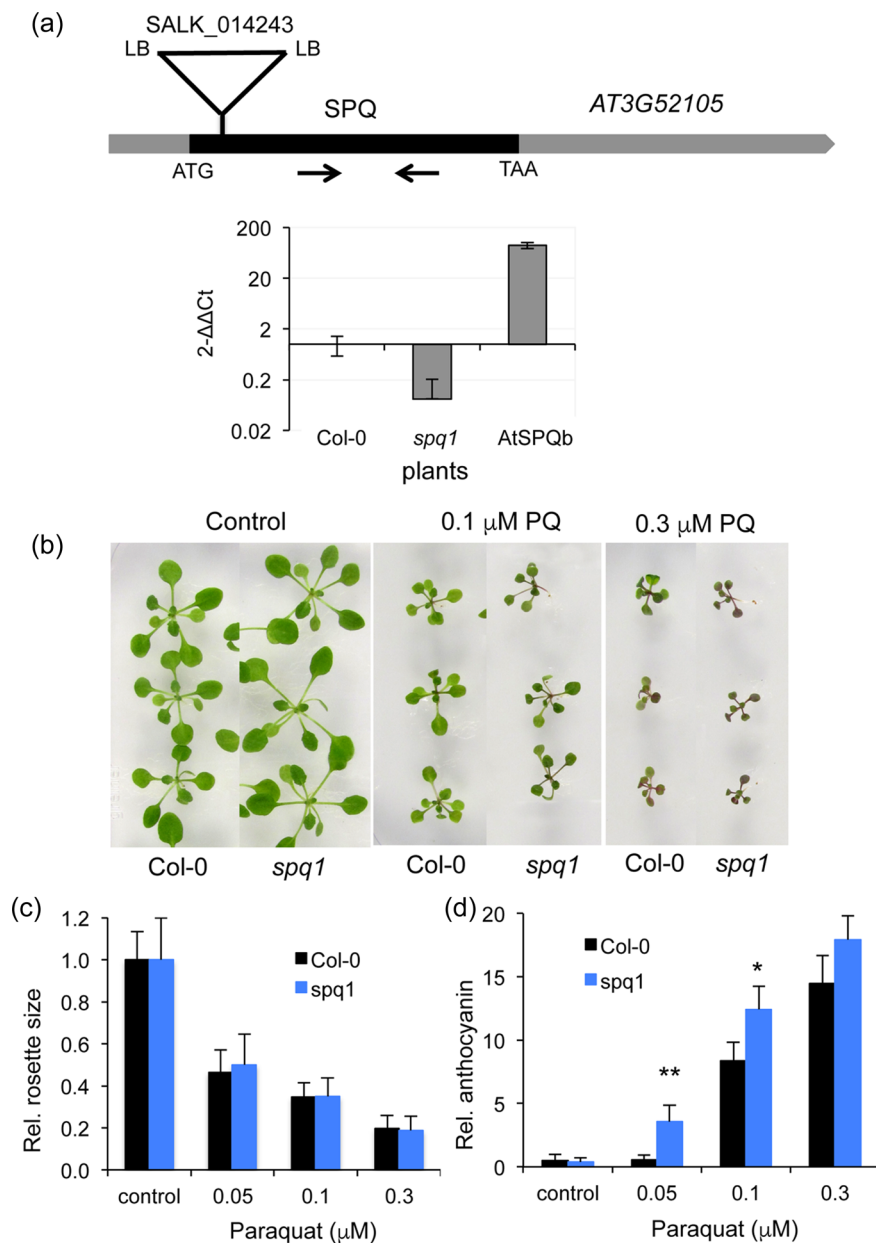 (a)
SALK_014243
LB LB
SPQ
AT3G52105
ATG TAA
200
20
2
0.2
0.02
2-ΔΔCt
Col-0 spq1 AtSPQb
plants
(b)
Control 0.1 μM PQ 0.3 μM PQ
Col-0 spq1 Col-0 spq1 Col-0 spq1
(c)
1.2
1.0
0.8
0.6
0.4
0.2
0.0
Rel. rosette size
Col-0
spq1
control 0.05 0.1 0.3
Paraquat (μM)
(d)
20
15
10
5
0
Rel. anthocyanin
Col-0
spq1
**
*
control 0.05 0.1 0.3
Paraquat (μM)